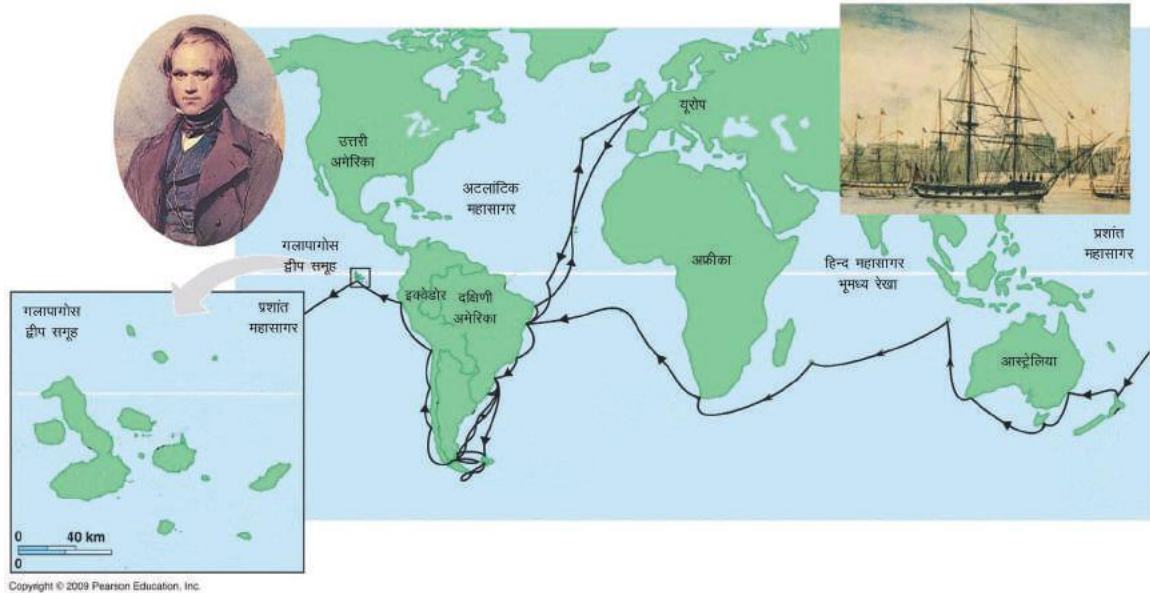 यूरोप
उत्तरी
अमेरिका
अटलांटिक
महासागर
प्रशांत
महासागर
गलापागोस
द्वीप समूह
अफ्रीका
हिन्द महासागर
भूमध्य रेखा
इक्वेडोर
दक्षिणी
अमेरिका
आस्ट्रेलिया
गलापागोस
द्वीप समूह
प्रशांत
महासागर
0 40 km
0
Copyright © 2009 Pearson Education, Inc.